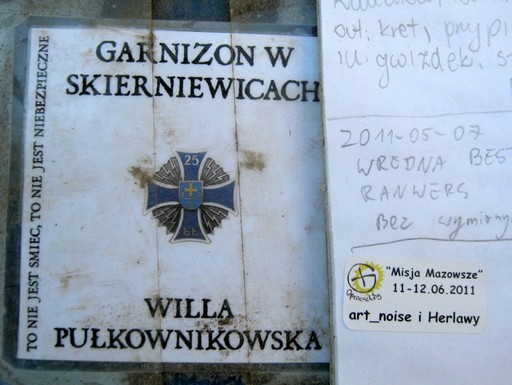 TO NIE JEST ŚMIEĆ, TO NIE JEST NIEBEZPIECZNE
GARNIZON W
SKIERNIEWICACH
25
PP
WILLA
PUŁKOWNIKOWSKA
kret,
gwizdek,
2011-05-07
WREDNA BES
RANWERS
Bez wymiany
"Misja Mazowsze"
11-12.06.2011
art_noise i Herlawy